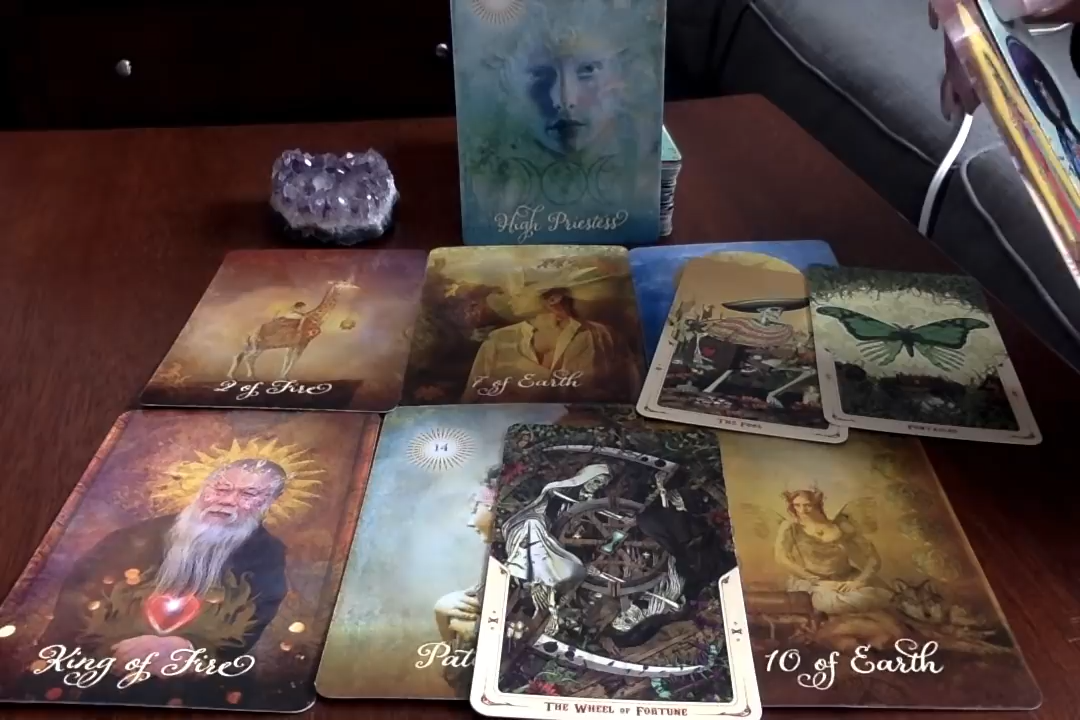 High Priestess
2 of Fire
7 of Earth
THE FOOL
King of Fire
14
Pat
X
X
THE WHEEL OF FORTUNE
10 of Earth